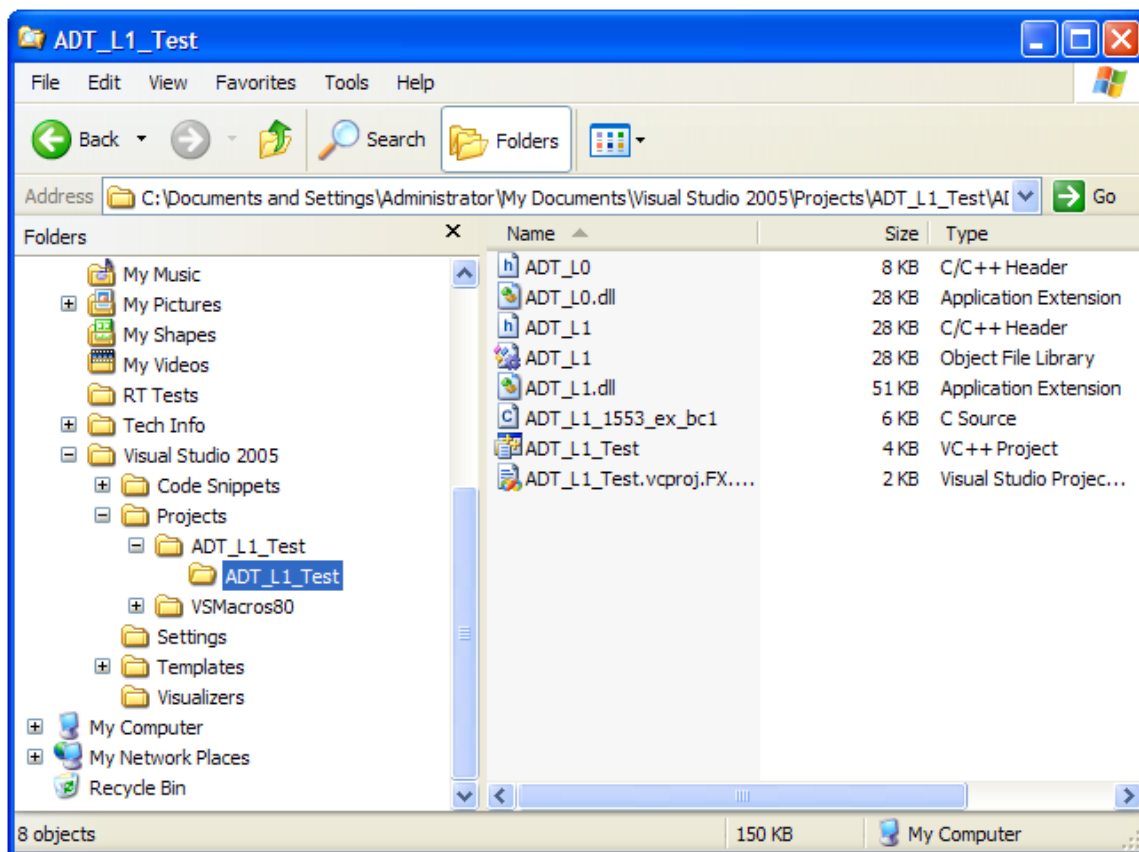 ADT_L1_Test
File Edit View Favorites Tools Help
Back Search Folders
Address C:\Documents and Settings\Administrator\My Documents\Visual Studio 2005\Projects\ADT_L1_Test\AD Go
Folders Name Size Type
My Music
My Pictures
My Shapes
My Videos
RT Tests
Tech Info
Visual Studio 2005
Code Snippets
Projects
ADT_L1_Test
ADT_L1_Test
VSMacros80
Settings
Templates
Visualizers
My Computer
My Network Places
Recycle Bin
ADT_L0 8 KB C/C++ Header
ADT_L0.dll 28 KB Application Extension
ADT_L1 28 KB C/C++ Header
ADT_L1 28 KB Object File Library
ADT_L1.dll 51 KB Application Extension
ADT_L1_1553_ex_bc1 6 KB C Source
ADT_L1_Test 4 KB VC++ Project
ADT_L1_Test.vcproj.FX.... 2 KB Visual Studio Projec...
8 objects 150 KB My Computer